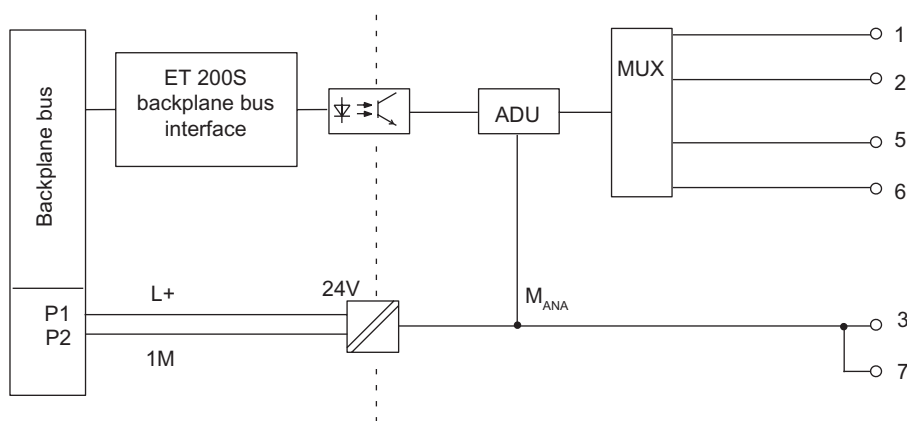 Backplane bus
ET 200S
backplane bus
interface
ADU
MUX
1
2
5
6
P1
P2
L+
1M
24V
M_ANA
3
7